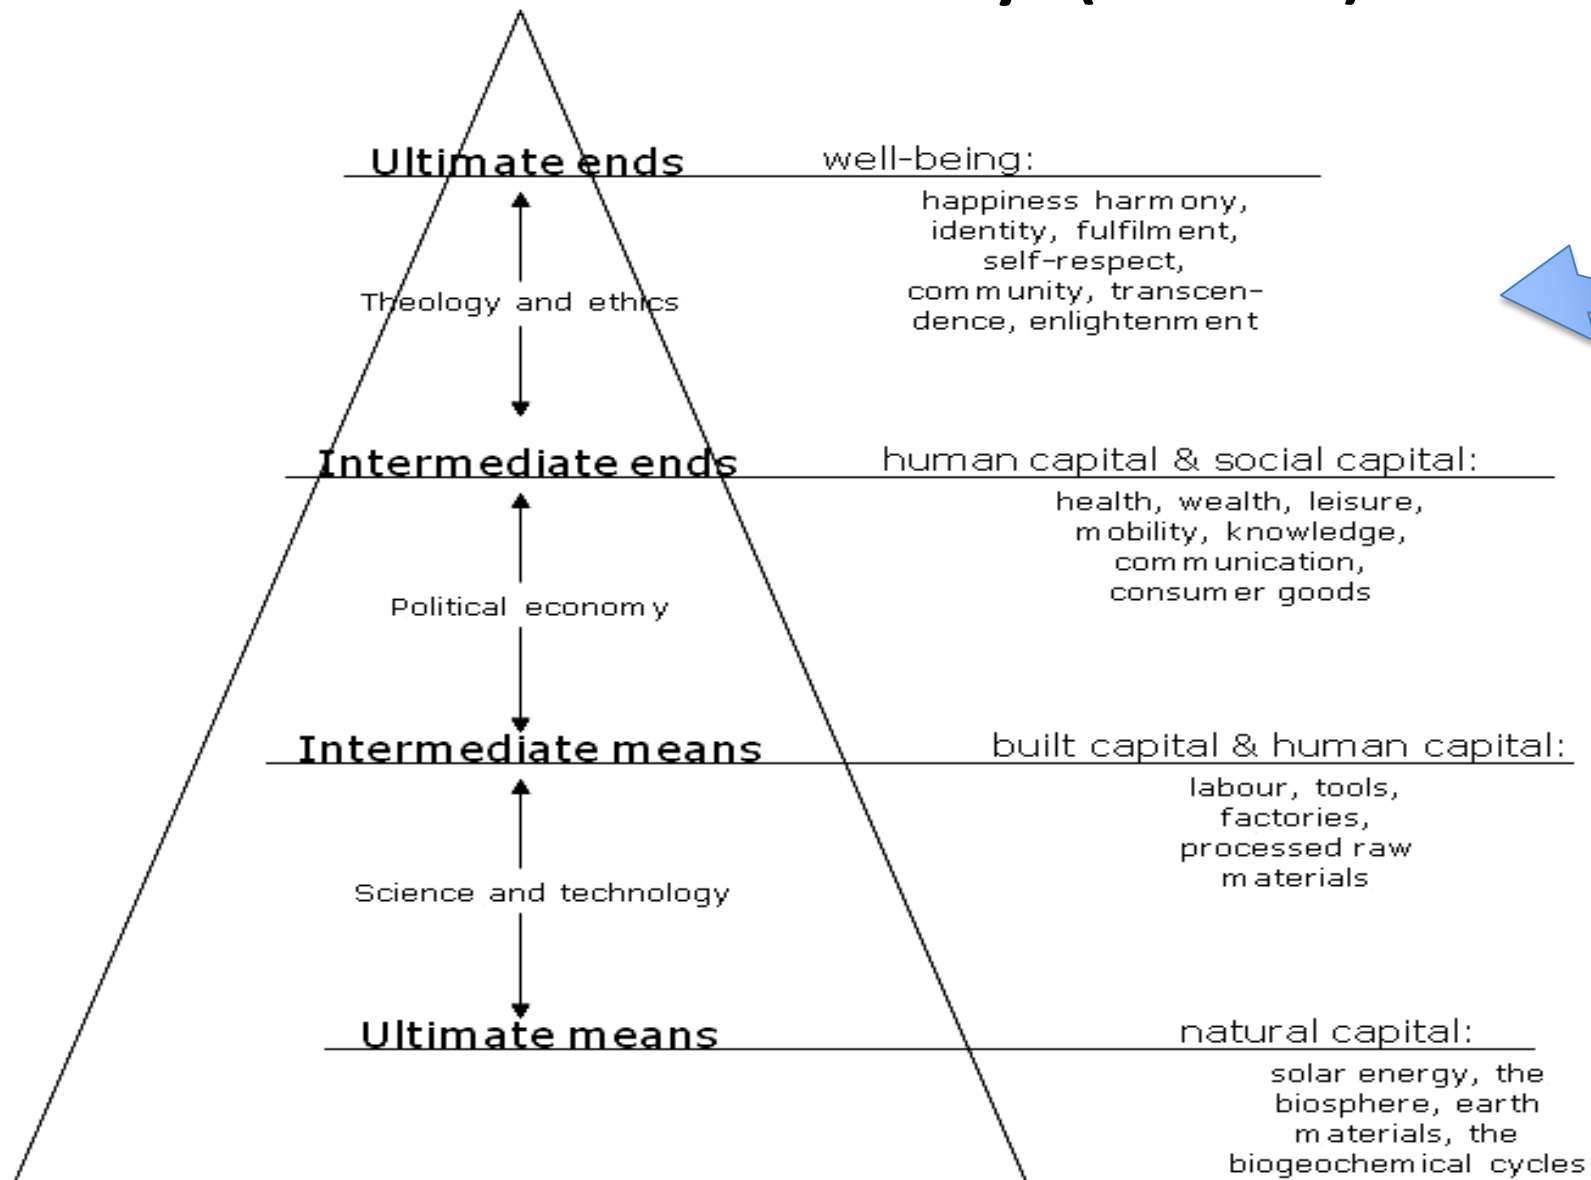 Ultimate ends
well-being:
happiness harmony,
identity, fulfilment,
self-respect,
community, transcen-
dence, enlightenment
Theology and ethics
Intermediate ends
human capital & social capital:
health, wealth, leisure,
mobility, knowledge,
communication,
consumer goods
Political economy
Intermediate means
built capital & human capital:
labour, tools,
factories,
processed raw
materials
Science and technology
Ultimate means
natural capital:
solar energy, the
biosphere, earth
materials, the
biogeochemical cycles